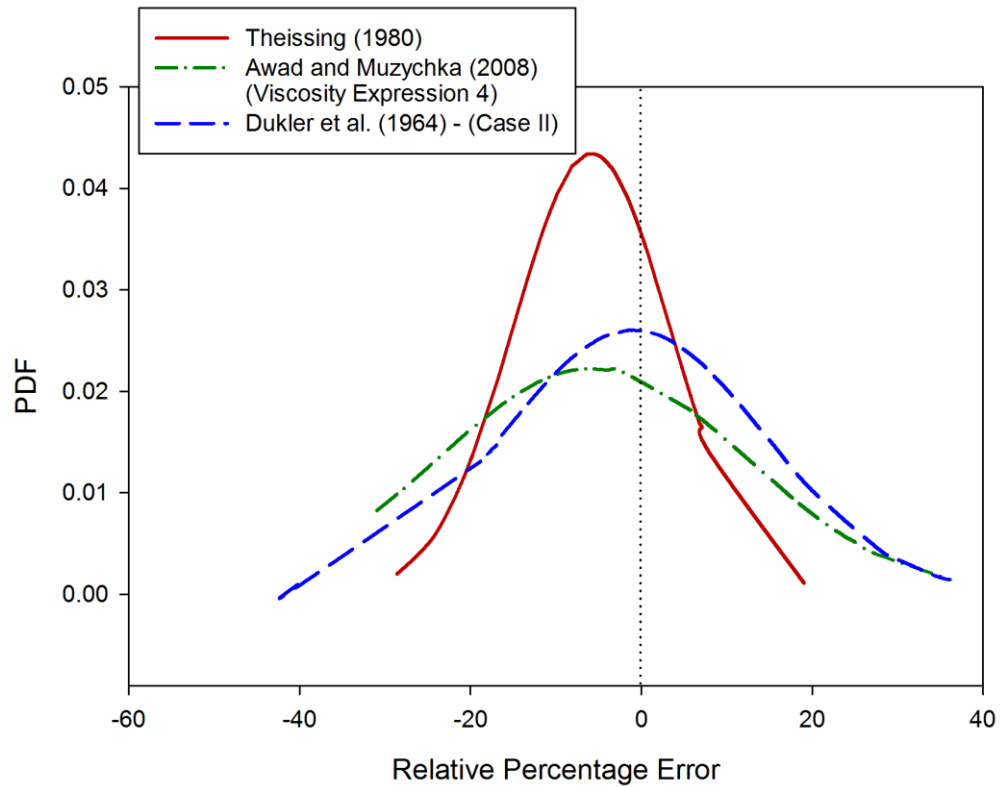 Theissing (1980)
Awad and Muzychka (2008)
(Viscosity Expression 4)
Dukler et al. (1964) - (Case II)
0.05
0.04
0.03
0.02
0.01
0.00
PDF
-60
-40
-20
0
20
40
Relative Percentage Error